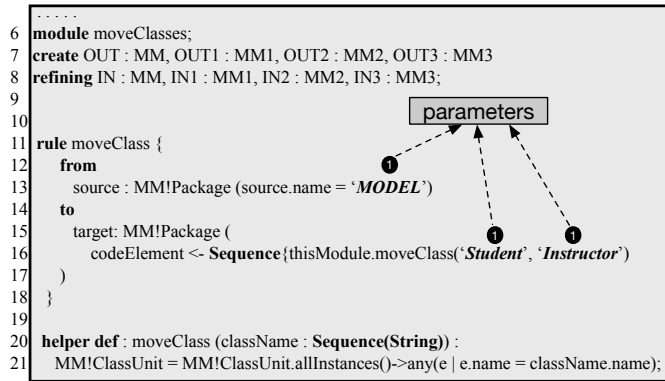 . . . . .
6 module moveClasses;
7 create OUT : MM, OUT1 : MM1, OUT2 : MM2, OUT3 : MM3
8 refining IN : MM, IN1 : MM1, IN2 : MM2, IN3 : MM3;
9
parameters
10
11 rule moveClass {
12 from 1
13 source : MM!Package (source.name = ‘MODEL’)
14 to
15 target: MM!Package ( 1 1
16 codeElement <- Sequence{thisModule.moveClass(‘Student’, ‘Instructor’)
17 )
18 }
19
20 helper def : moveClass (className : Sequence(String)) :
21 MM!ClassUnit = MM!ClassUnit.allInstances()->any(e | e.name = className.name);